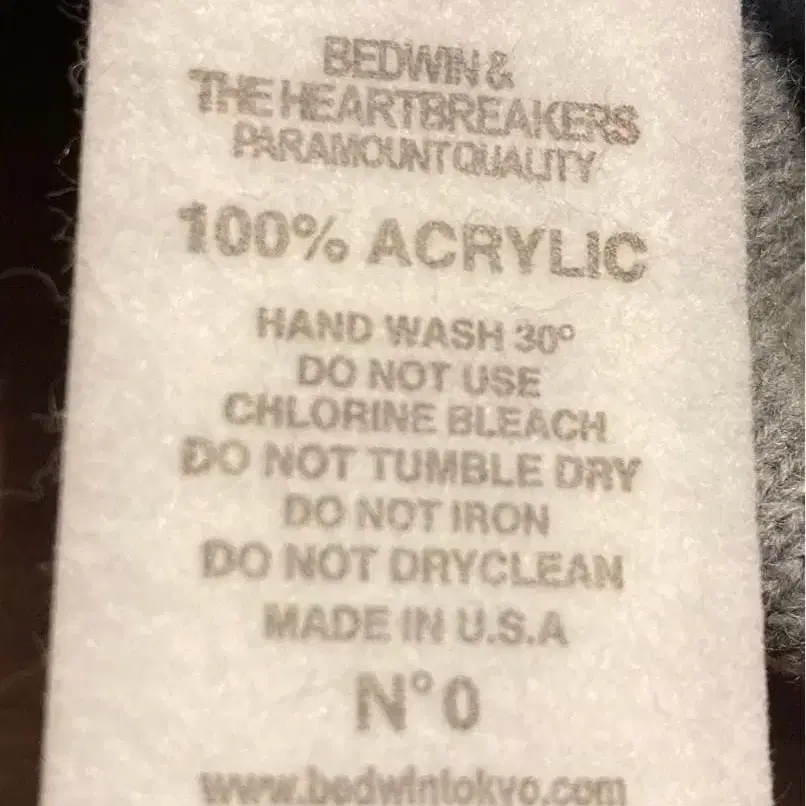 BEDWIN &
THE HEARTBREAKERS
PARAMOUNT QUALITY
100% ACRYLIC
HAND WASH 30°
DO NOT USE
CHLORINE BLEACH
DO NOT TUMBLE DRY
DO NOT IRON
DO NOT DRYCLEAN
MADE IN U.S.A
N° 0
www.bedwintokyo.com